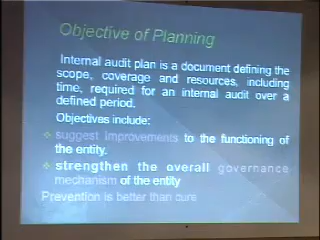 Objective of Planning
Internal audit plan is a document defining the
scope, coverage and resources, including
time, required for an internal audit over a
defined period.
Objectives include:
suggest improvements to the functioning of
the entity.
strengthen the overall governance
mechanism of the entity
Prevention is better than cure